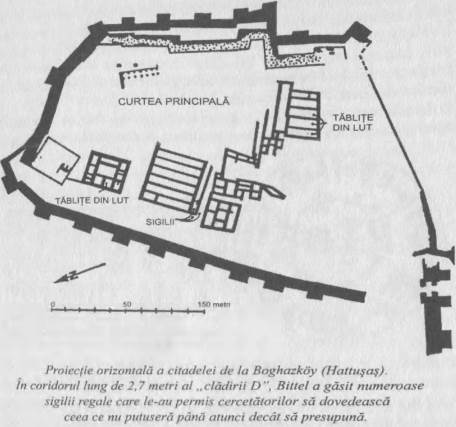 CURTEA PRINCIPALĂ
TĂBLIȚE
DIN LUT
TĂBLIȚE DIN LUT
SIGILII
N
0 50 100 150 metri
Proiecție orizontală a citadelei de la Boghazköy (Hattușaș).
În coridorul lung de 2,7 metri al „clădirii D”, Bittel a găsit numeroase
sigilii regale care le-au permis cercetătorilor să dovedească
ceea ce nu putuseră până atunci decât să presupună.